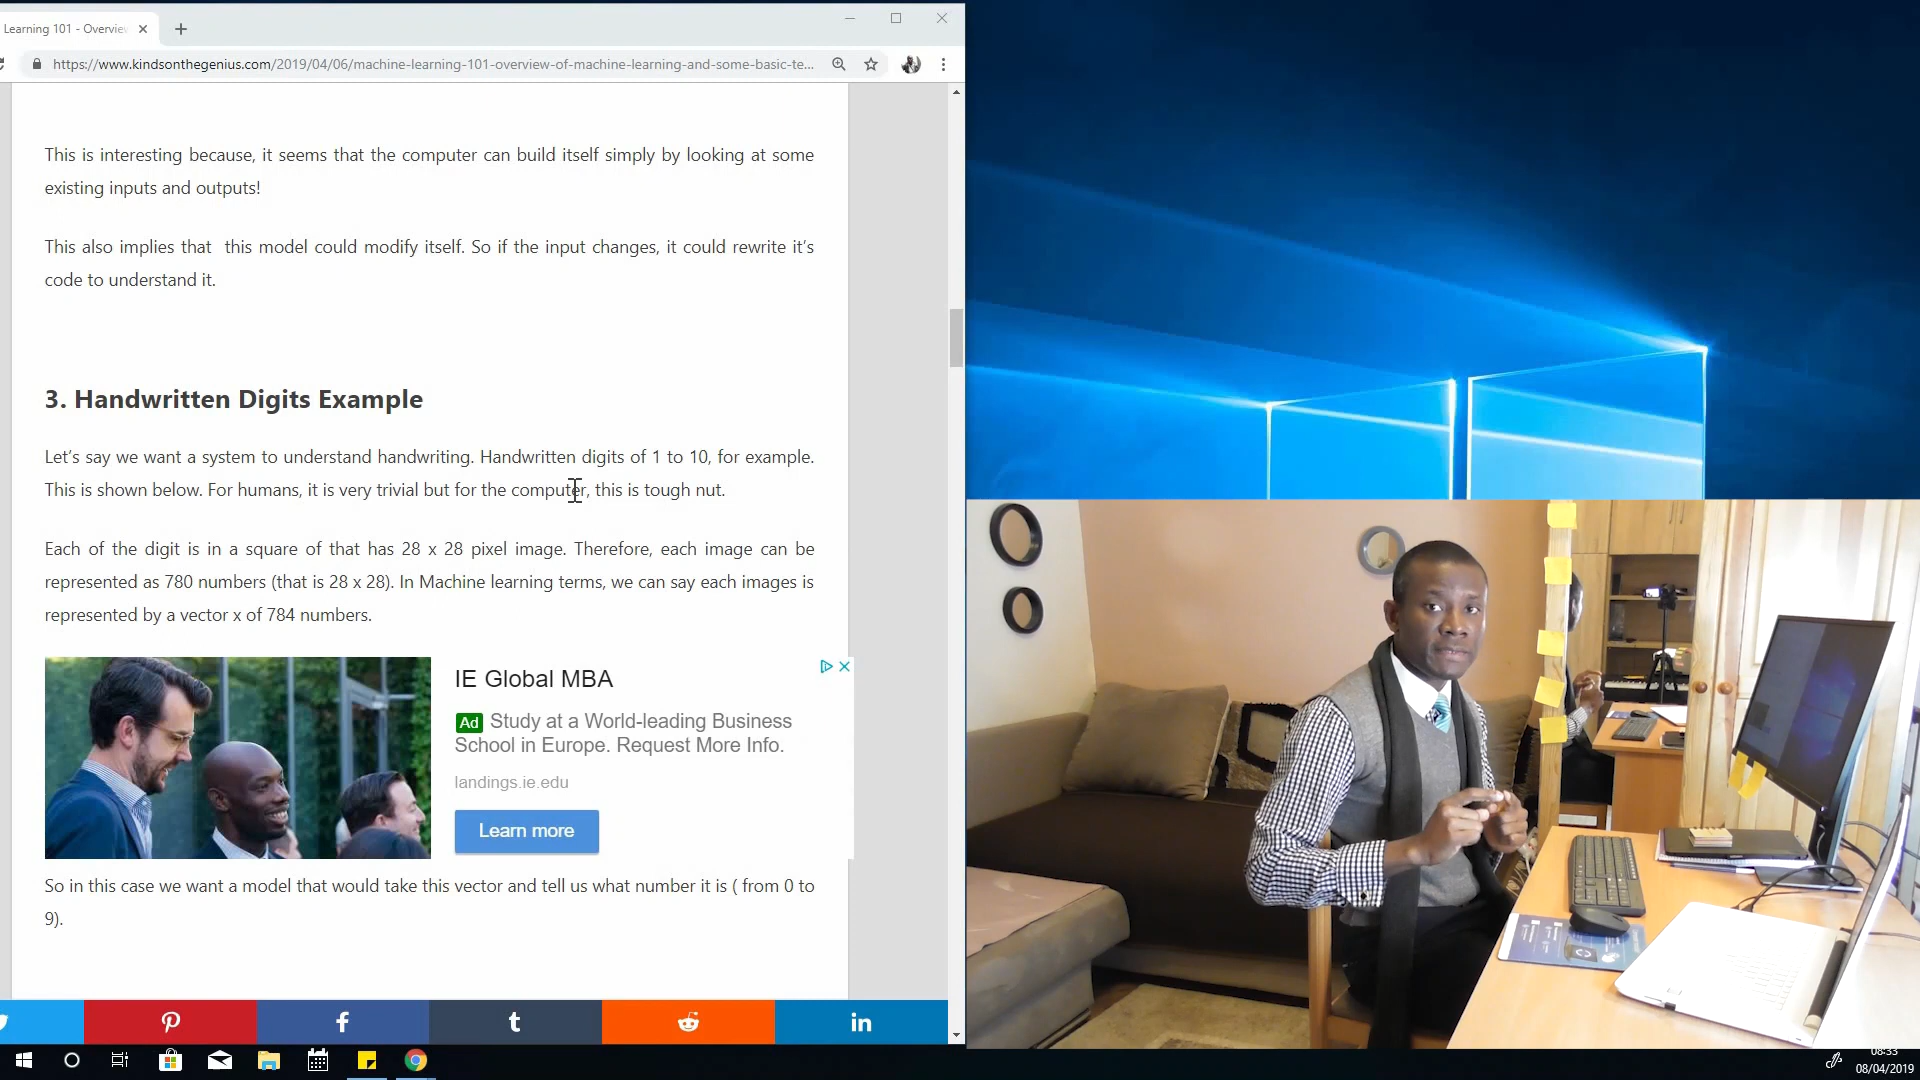 Learning 101 - Overview
https://www.kindsonthegenius.com/2019/04/06/machine-learning-101-overview-of-machine-learning-and-some-basic-te...
This is interesting because, it seems that the computer can build itself simply by looking at some
existing inputs and outputs!
This also implies that this model could modify itself. So if the input changes, it could rewrite it's
code to understand it.
3. Handwritten Digits Example
Let's say we want a system to understand handwriting. Handwritten digits of 1 to 10, for example.
This is shown below. For humans, it is very trivial but for the computer, this is tough nut.
Each of the digit is in a square of that has 28 x 28 pixel image. Therefore, each image can be
represented as 780 numbers (that is 28 x 28). In Machine learning terms, we can say each images is
represented by a vector x of 784 numbers.
IE Global MBA
Ad Study at a World-leading Business
School in Europe. Request More Info.
landings.ie.edu
Learn more
So in this case we want a model that would take this vector and tell us what number it is ( from 0 to
9).
08:33
08/04/2019